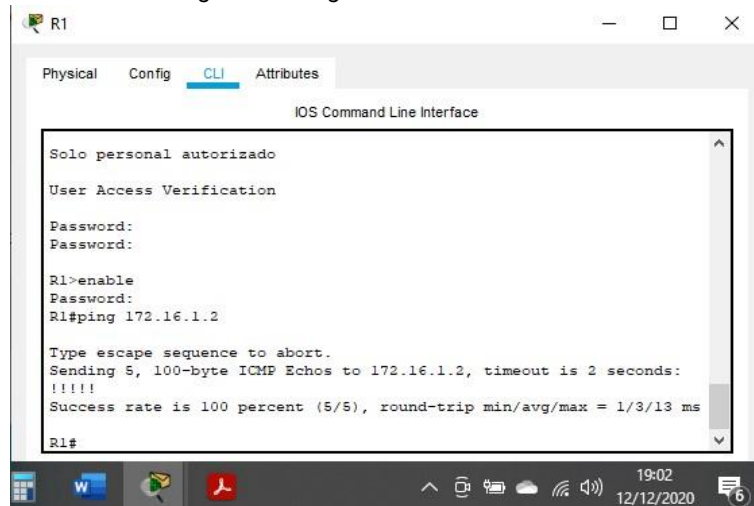 R1
Physical Config CLI Attributes
IOS Command Line Interface
Solo personal autorizado
User Access Verification
Password:
Password:
R1>enable
Password:
R1#ping 172.16.1.2
Type escape sequence to abort.
Sending 5, 100-byte ICMP Echos to 172.16.1.2, timeout is 2 seconds:
!!!!!
Success rate is 100 percent (5/5), round-trip min/avg/max = 1/3/13 ms
R1#
W
19:02
12/12/2020
6